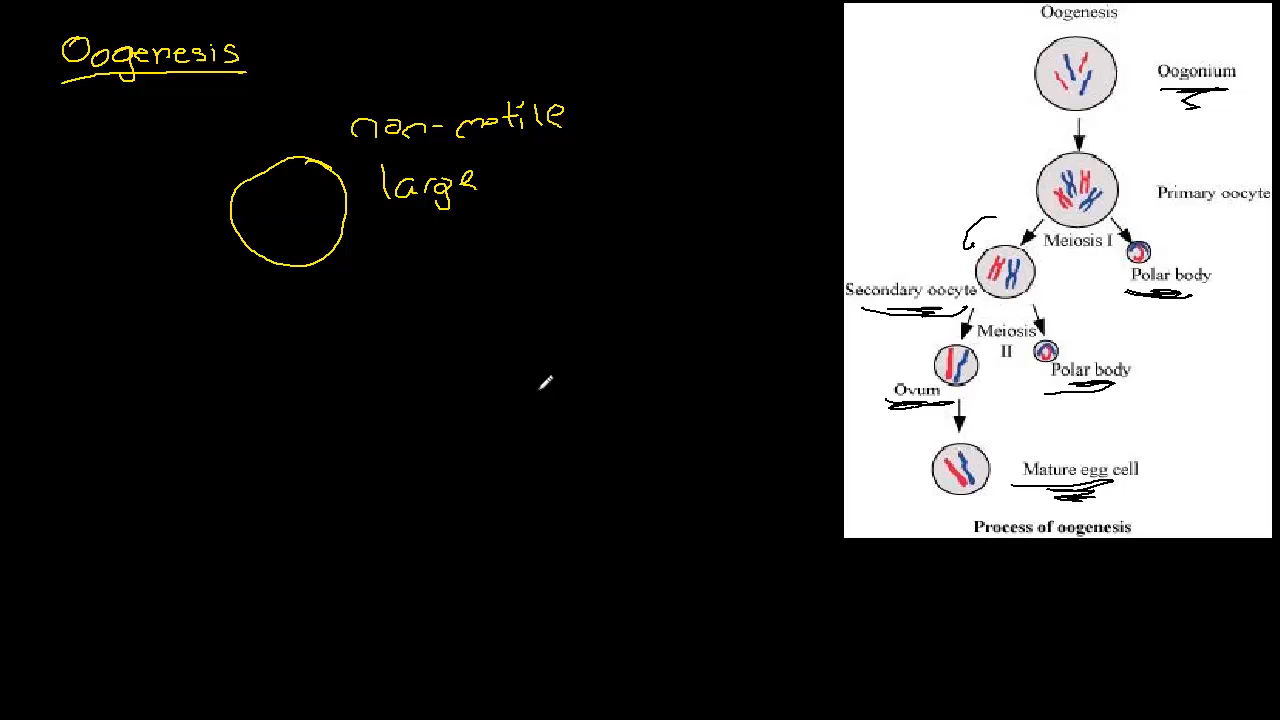 Oogenesis
non-motile
large
Oogenesis
Oogonium
Primary oocyte
Meiosis I
Polar body
Secondary oocyte
Meiosis
II
Polar body
Ovum
Mature egg cell
Process of oogenesis